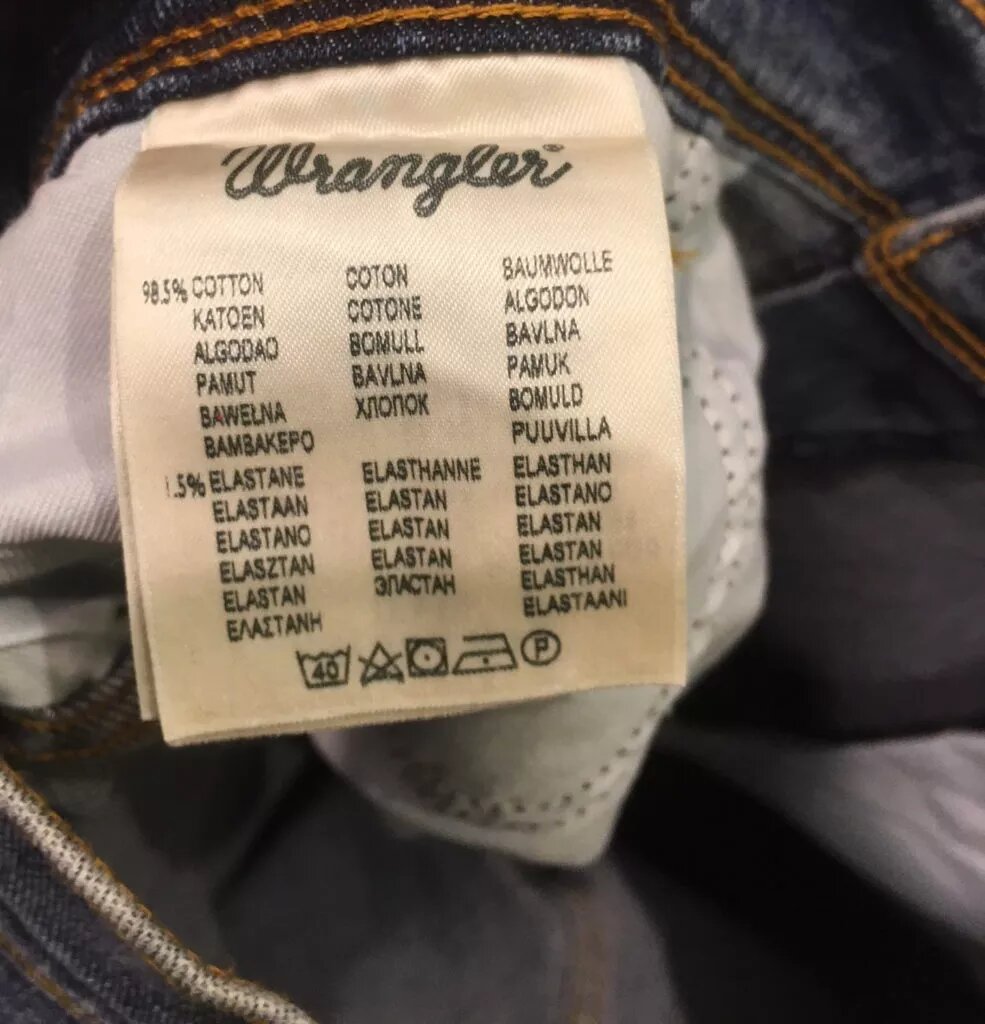 Wrangler®
98.5% COTTON COTON BAUMWOLLE
KATOEN COTONE ALGODON
ALGODAO BOMULL BAVLNA
PAMUT BAVLNA PAMUK
BAWEŁNA ХЛОПОК BOMULD
ΒΑΜΒΑΚΕΡΟ PUUVILLA
1.5% ELASTANE ELASTHANNE ELASTHAN
ELASTAAN ELASTAN ELASTANO
ELASTANO ELASTAN ELASTAN
ELASZTAN ELASTAN ELASTAN
ELASTAN ЭЛАСТАН ELASTHAN
ΕΛΑΣΤΑΝΗ ELASTAANI
40 P